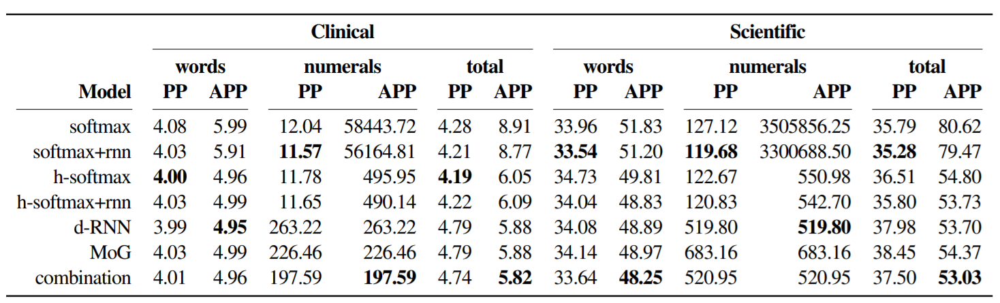 Clinical Scientific
words numerals total words numerals total
Model PP APP PP APP PP APP PP APP PP APP PP APP
softmax 4.08 5.99 12.04 58443.72 4.28 8.91 33.96 51.83 127.12 3505856.25 35.79 80.62
softmax+rnn 4.03 5.91 11.57 56164.81 4.21 8.77 33.54 51.20 119.68 3300688.50 35.28 79.47
h-softmax 4.00 4.96 11.78 495.95 4.19 6.05 34.73 49.81 122.67 550.98 36.51 54.80
h-softmax+rnn 4.03 4.99 11.65 490.14 4.22 6.09 34.04 48.83 120.83 542.70 35.80 53.73
d-RNN 3.99 4.95 263.22 263.22 4.79 5.88 34.08 48.89 519.80 519.80 37.98 53.70
MoG 4.03 4.99 226.46 226.46 4.79 5.88 34.14 48.97 683.16 683.16 38.45 54.37
combination 4.01 4.96 197.59 197.59 4.74 5.82 33.64 48.25 520.95 520.95 37.50 53.03